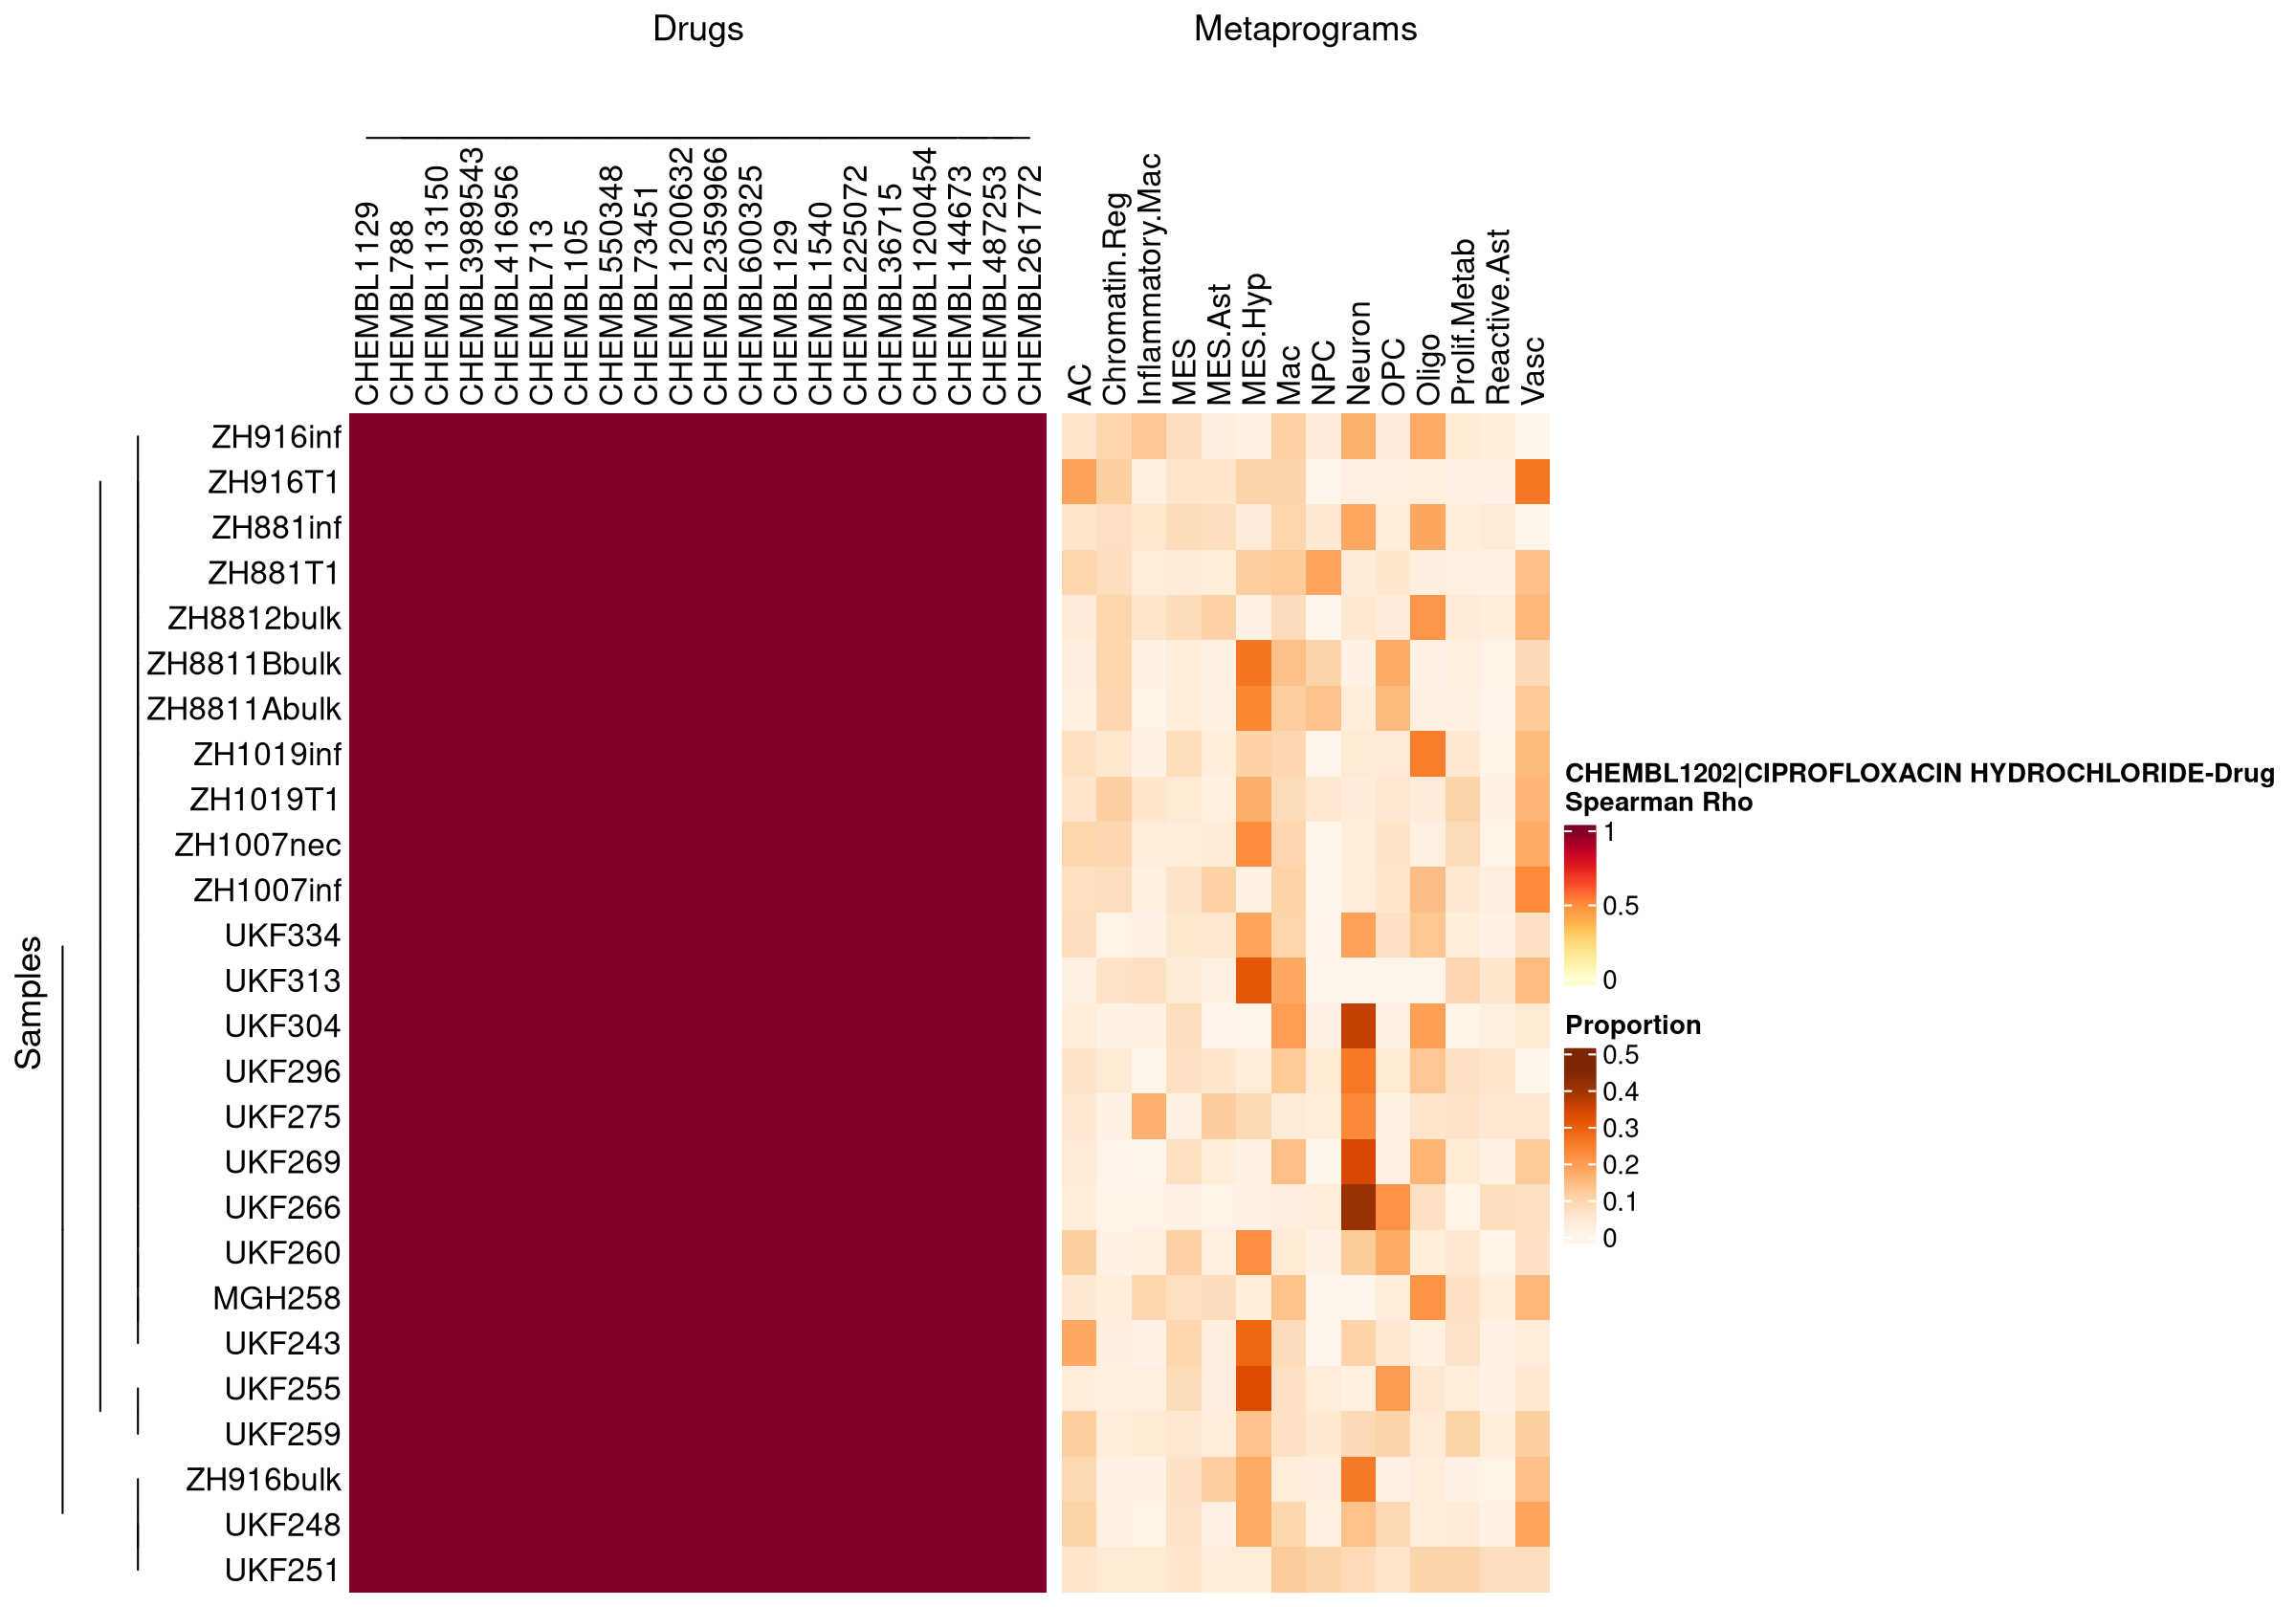 Drugs
Metaprograms
CHEMBL1129
CHEMBL788
CHEMBL113150
CHEMBL3989543
CHEMBL4169956
CHEMBL713
CHEMBL105
CHEMBL550348
CHEMBL73451
CHEMBL1200632
CHEMBL2359966
CHEMBL600325
CHEMBL129
CHEMBL1540
CHEMBL225072
CHEMBL36715
CHEMBL1200454
CHEMBL144673
CHEMBL487253
CHEMBL261772
AC
Chromatin.Reg
Inflammatory.Mac
MES
MES.Ast
MES.Hyp
Mac
NPC
Neuron
OPC
Oligo
Prolif.Metab
Reactive.Ast
Vasc
Samples
ZH916inf
ZH916T1
ZH881inf
ZH881T1
ZH8812bulk
ZH8811Bbulk
ZH8811Abulk
ZH1019inf
ZH1019T1
ZH1007nec
ZH1007inf
UKF334
UKF313
UKF304
UKF296
UKF275
UKF269
UKF266
UKF260
MGH258
UKF243
UKF255
UKF259
ZH916bulk
UKF248
UKF251
CHEMBL1202|CIPROFLOXACIN HYDROCHLORIDE-Drug
Spearman Rho
1
0.5
0
Proportion
0.5
0.4
0.3
0.2
0.1
0